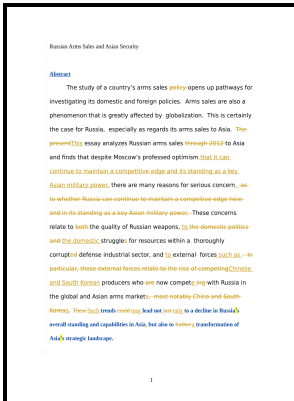 Russian Arms Sales and Asian Security
Abstract
The study of a country's arms sales policy opens up pathways for
investigating its domestic and foreign policies. Arms sales are also a
phenomenon that is greatly affected by globalization. This is certainly
the case for Russia, especially as regards its arms sales to Asia. The
presentThis essay analyzes Russian arms sales through 2012 to Asia
and finds that despite Moscow's professed optimism that it can
continue to maintain a competitive edge and its standing as a key
Asian military power, there are many reasons for serious concern. as
to whether Russia can continue to maintain a competitive edge here
and in its standing as a key Asian military power. These concerns
relate to both the quality of Russian weapons, to the domestic politics
and the domestic struggles for resources within a thoroughly
corrupted defense industrial sector, and to external forces such as . In
particular, those external forces relate to the rise of competingChinese
and South Korean producers who are now compete ing with Russia in
the global and Asian arms markets, most notably China and South
Korea. These Such trends could may lead not just only to a decline in Russia's
overall standing and capabilities in Asia, but also to a transformation of
Asia's strategic landscape.
1